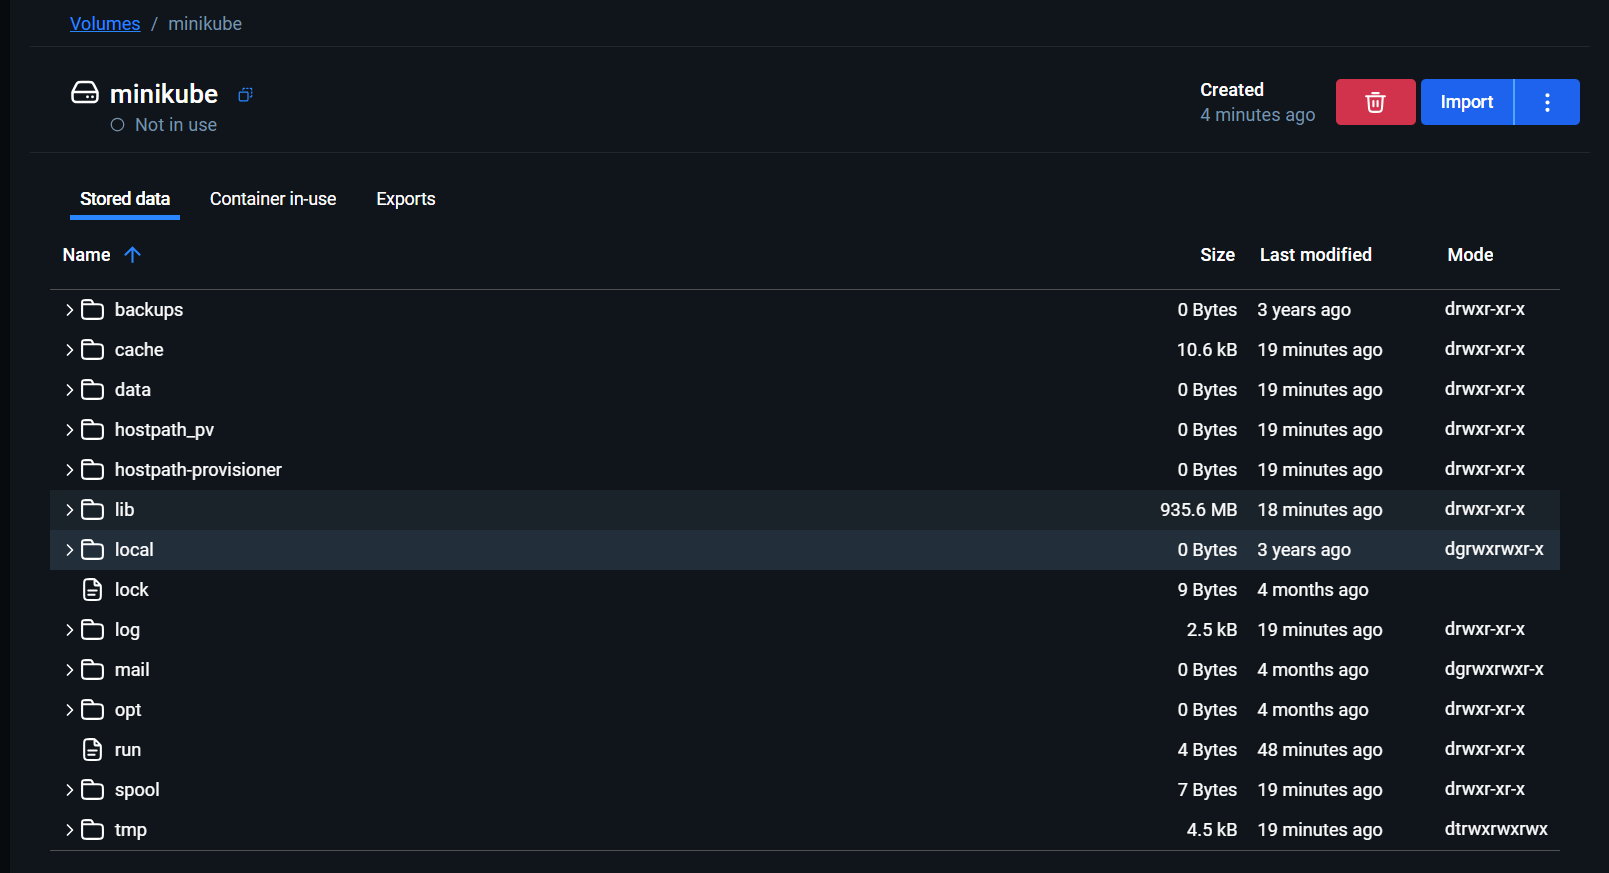 Volumes / minikube
minikube
Created
4 minutes ago
Import
Not in use
Stored data Container in-use Exports
Name Size Last modified Mode
backups 0 Bytes 3 years ago drwxr-xr-x
cache 10.6 kB 19 minutes ago drwxr-xr-x
data 0 Bytes 19 minutes ago drwxr-xr-x
hostpath_pv 0 Bytes 19 minutes ago drwxr-xr-x
hostpath-provisioner 0 Bytes 19 minutes ago drwxr-xr-x
lib 935.6 MB 18 minutes ago drwxr-xr-x
local 0 Bytes 3 years ago dgrwxrwxr-x
lock 9 Bytes 4 months ago
log 2.5 kB 19 minutes ago drwxr-xr-x
mail 0 Bytes 4 months ago dgrwxrwxr-x
opt 0 Bytes 4 months ago drwxr-xr-x
run 4 Bytes 48 minutes ago drwxr-xr-x
spool 7 Bytes 19 minutes ago drwxr-xr-x
tmp 4.5 kB 19 minutes ago dtrwxrwxrwx